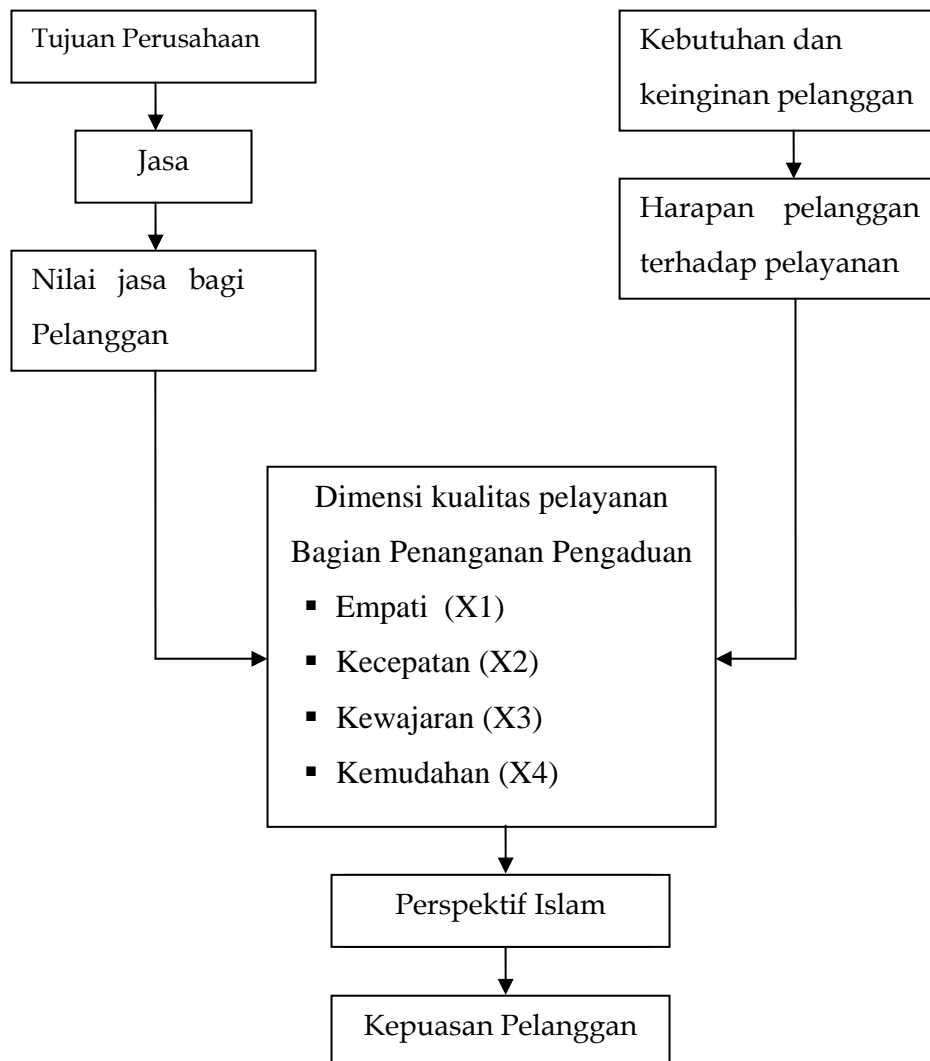 Tujuan Perusahaan
Jasa
Nilai jasa bagi
Pelanggan
Kebutuhan dan
keinginan pelanggan
Harapan pelanggan
terhadap pelayanan
Dimensi kualitas pelayanan
Bagian Penanganan Pengaduan
▪ Empati (X1)
▪ Kecepatan (X2)
▪ Kewajaran (X3)
▪ Kemudahan (X4)
Perspektif Islam
Kepuasan Pelanggan